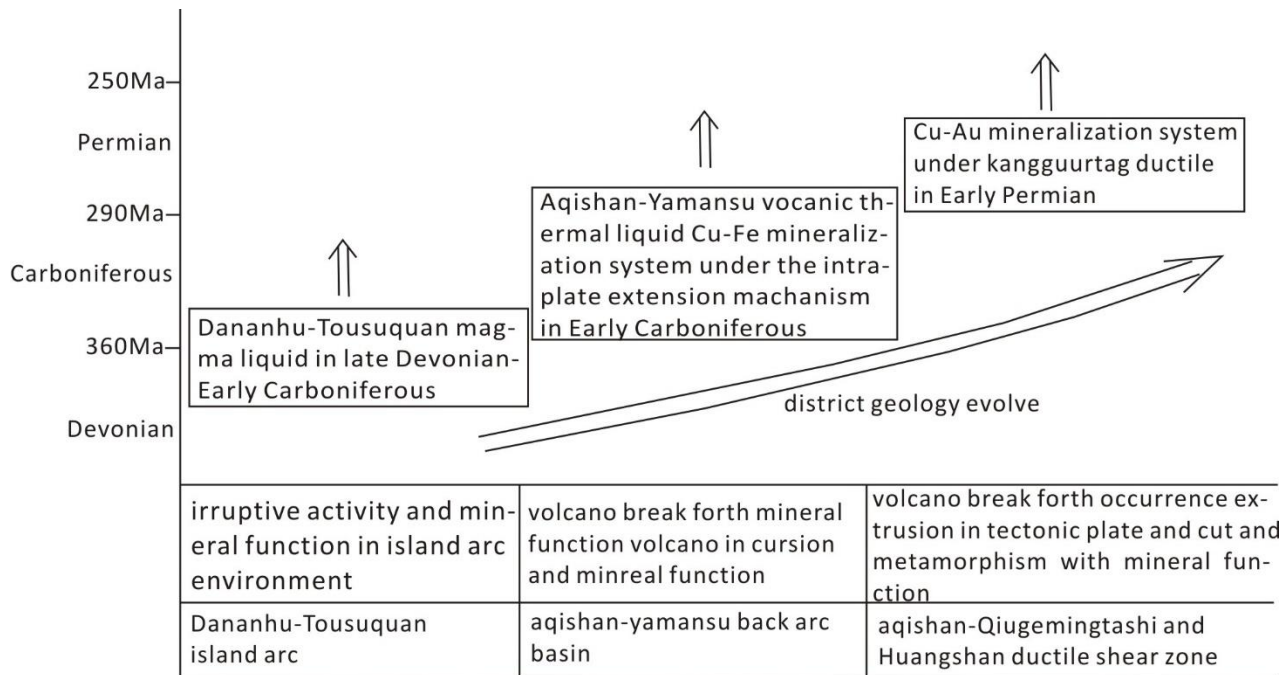 250Ma
Permian
290Ma
Carboniferous
360Ma
Devonian
Dananhu-Tousuquan mag-
ma liquid in late Devonian-
Early Carboniferous
Aqishan-Yamansu vocanic th-
ermal liquid Cu-Fe mineraliz-
ation system under the intra-
plate extension machanism
in Early Carboniferous
Cu-Au mineralization system
under kangguurtag ductile
in Early Permian
district geology evolve
irruptive activity and min-
eral function in island arc
environment
volcano break forth mineral
function volcano in cursion
and minreal function
volcano break forth occurrence ex-
trusion in tectonic plate and cut and
metamorphism with mineral fun-
ction
Dananhu-Tousuquan
island arc
aqishan-yamansu back arc
basin
aqishan-Qiugemingtashi and
Huangshan ductile shear zone